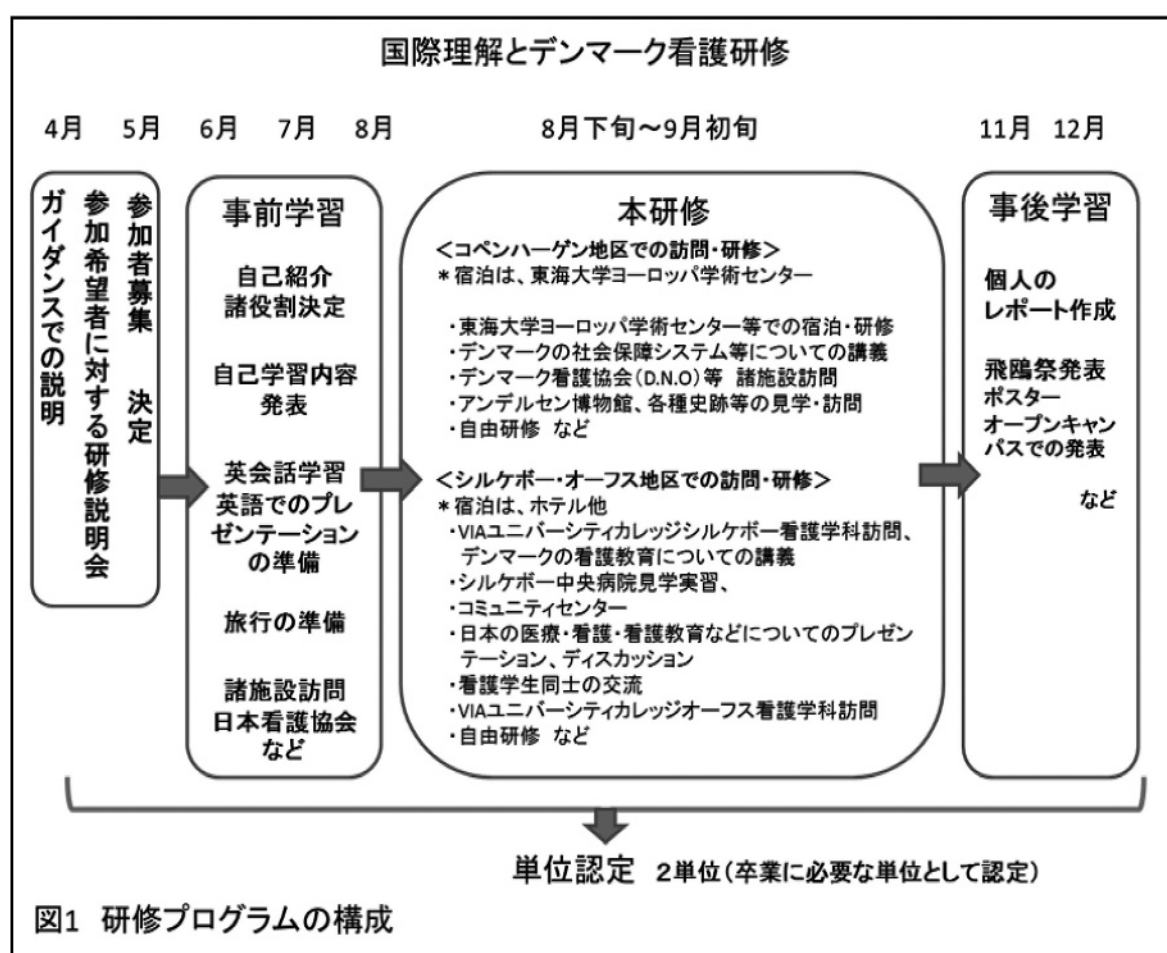 国際理解とデンマーク看護研修
4月 5月 6月 7月 8月 8月下旬～9月初旬 11月 12月
ガイダンスでの説明
参加希望者に対する研修説明会
参加者募集 決定
事前学習
自己紹介
諸役割決定
自己学習内容
発表
英会話学習
英語でのプレ
ゼンテーション
の準備
旅行の準備
諸施設訪問
日本看護協会
など
本研修
＜コペンハーゲン地区での訪問・研修＞
＊宿泊は、東海大学ヨーロッパ学術センター
・東海大学ヨーロッパ学術センター等での宿泊・研修
・デンマークの社会保障システム等についての講義
・デンマーク看護協会（D.N.O）等 諸施設訪問
・アンデルセン博物館、各種史跡等の見学・訪問
・自由研修 など
＜シルケボー・オーフス地区での訪問・研修＞
＊宿泊は、ホテル他
・VIAユニバーシティカレッジシルケボー看護学科訪問、
デンマークの看護教育についての講義
・シルケボー中央病院見学実習、
・コミュニティセンター
・日本の医療・看護・看護教育などについてのプレゼン
テーション、ディスカッション
・看護学生同士の交流
・VIAユニバーシティカレッジオーフス看護学科訪問
・自由研修 など
事後学習
個人の
レポート作成
飛鴎祭発表
ポスター
オープンキャン
パスでの発表
など
単位認定 2単位（卒業に必要な単位として認定）
図1 研修プログラムの構成